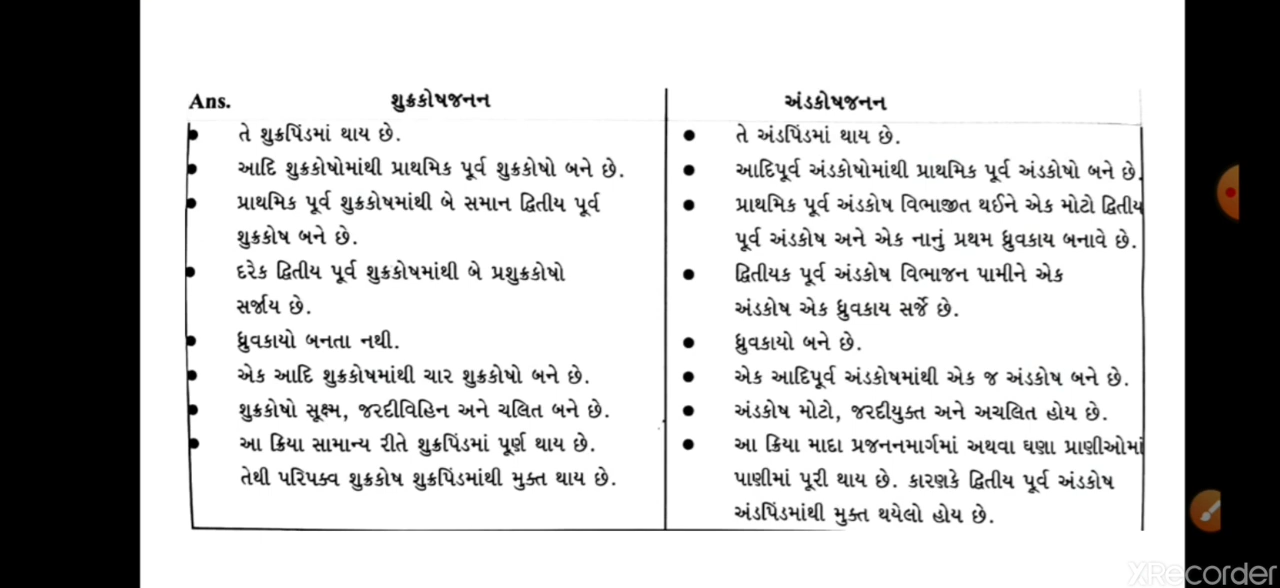 Ans. શુક્રકોષજનન
તે શુક્રપિંડમાં થાય છે.
આદિ શુક્રકોષોમાંથી પ્રાથમિક પૂર્વ શુક્રકોષો બને છે.
પ્રાથમિક પૂર્વ શુક્રકોષમાંથી બે સમાન દ્વિતીય પૂર્વ
શુક્રકોષ બને છે.
દરેક દ્વિતીય પૂર્વ શુક્રકોષમાંથી બે પ્રશુક્રકોષો
સર્જાય છે.
ધ્રુવકાયો બનતા નથી.
એક આદિ શુક્રકોષમાંથી ચાર શુક્રકોષો બને છે.
શુક્રકોષો સૂક્ષ્મ, જરદીવિહિન અને ચલિત બને છે.
આ ક્રિયા સામાન્ય રીતે શુક્રપિંડમાં પૂર્ણ થાય છે.
તેથી પરિપક્વ શુક્રકોષ શુક્રપિંડમાંથી મુક્ત થાય છે.
અંડકોષજનન
તે અંડપિંડમાં થાય છે.
આદિપૂર્વ અંડકોષોમાંથી પ્રાથમિક પૂર્વ અંડકોષો બને છે.
પ્રાથમિક પૂર્વ અંડકોષ વિભાજીત થઈને એક મોટો દ્વિતીય
પૂર્વ અંડકોષ અને એક નાનું પ્રથમ ધ્રુવકાય બનાવે છે.
દ્વિતીયક પૂર્વ અંડકોષ વિભાજન પામીને એક
અંડકોષ એક ધ્રુવકાય સર્જે છે.
ધ્રુવકાયો બને છે.
એક આદિપૂર્વ અંડકોષમાંથી એક જ અંડકોષ બને છે.
અંડકોષ મોટો, જરદીયુક્ત અને અચલિત હોય છે.
આ ક્રિયા માદા પ્રજનનમાર્ગમાં અથવા ઘણા પ્રાણીઓમાં
પાણીમાં પૂરી થાય છે. કારણકે દ્વિતીય પૂર્વ અંડકોષ
અંડપિંડમાંથી મુક્ત થયેલો હોય છે.
XRecorder